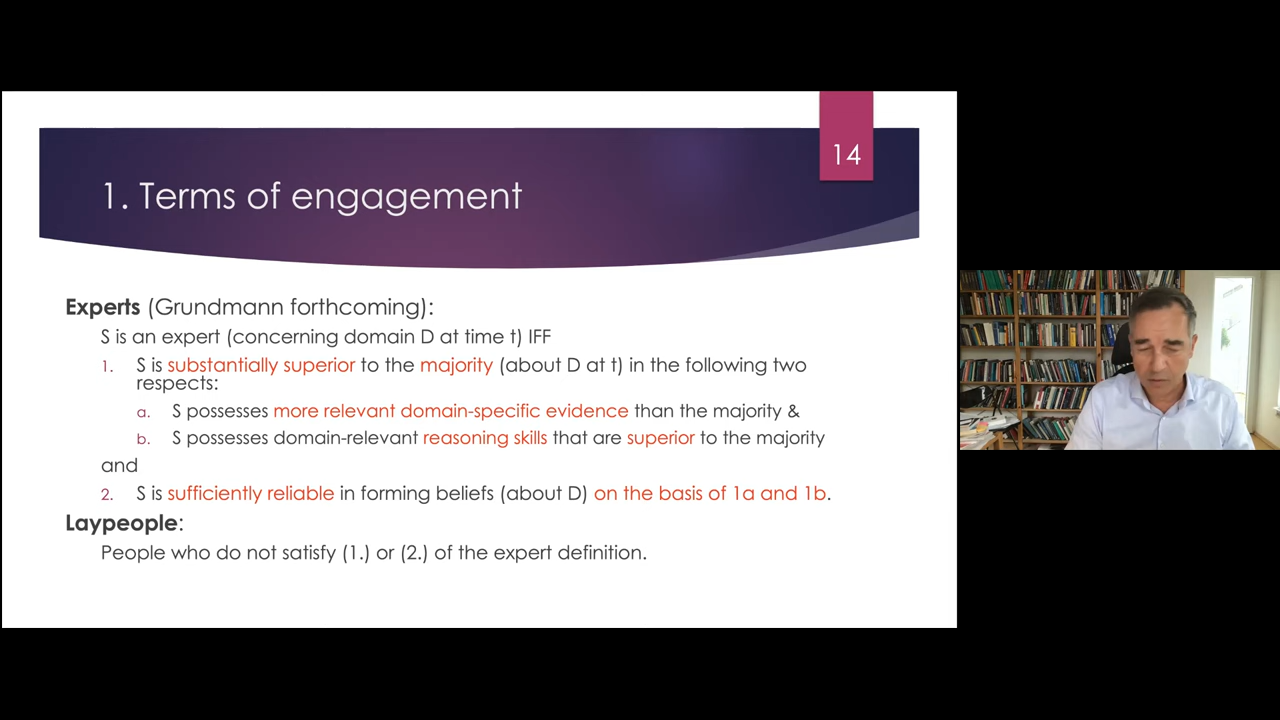 14
1. Terms of engagement
Experts (Grundmann forthcoming):
S is an expert (concerning domain D at time t) IFF
1. S is substantially superior to the majority (about D at t) in the following two
respects:
a. S possesses more relevant domain-specific evidence than the majority &
b. S possesses domain-relevant reasoning skills that are superior to the majority
and
2. S is sufficiently reliable in forming beliefs (about D) on the basis of 1a and 1b.
Laypeople:
People who do not satisfy (1.) or (2.) of the expert definition.